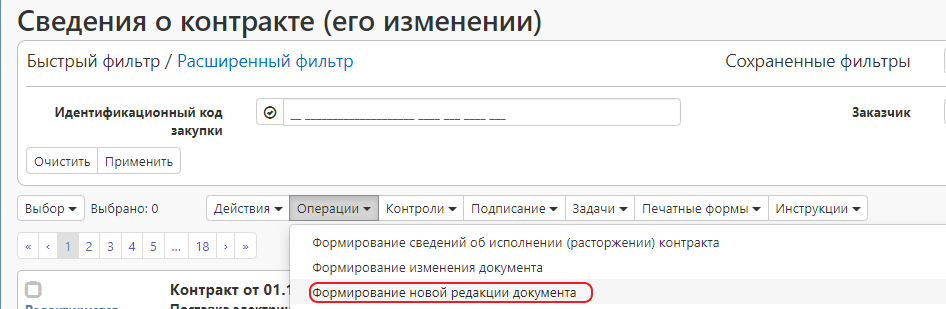 Сведения о контракте (его изменении)
Быстрый фильтр / Расширенный фильтр Сохраненные фильтры
Идентификационный код закупки __ ____________________ ____ ___ ____ ___ Заказчик
Очистить Применить
Выбор Выбрано: 0 Действия Операции Контроли Подписание Задачи Печатные формы Инструкции
« ‹ 1 2 3 4 5 ... 18 › »
Формирование сведений об исполнении (расторжении) контракта
Формирование изменения документа
Контракт от 01.1
Формирование новой редакции документа